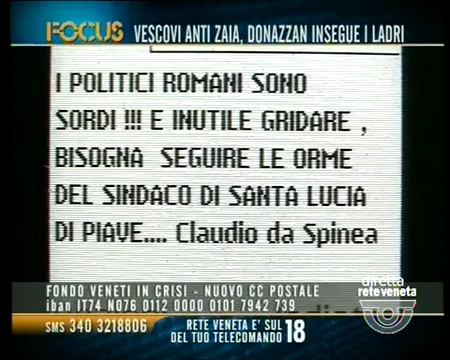 FOCUS VESCOVI ANTI ZAIA, DONAZZAN INSEGUE I LADRI
I POLITICI ROMANI SONO
SORDI !!! E INUTILE GRIDARE ,
BISOGNA SEGUIRE LE ORME
DEL SINDACO DI SANTA LUCIA
DI PIAVE.... Claudio da Spinea
FONDO VENETI IN CRISI - NUOVO CC POSTALE
iban IT74 N076 0112 0000 0101 7942 739
diretta
reteveneta
SMS 340 3218806
RETE VENETA E' SUL
DEL TUO TELECOMANDO 18